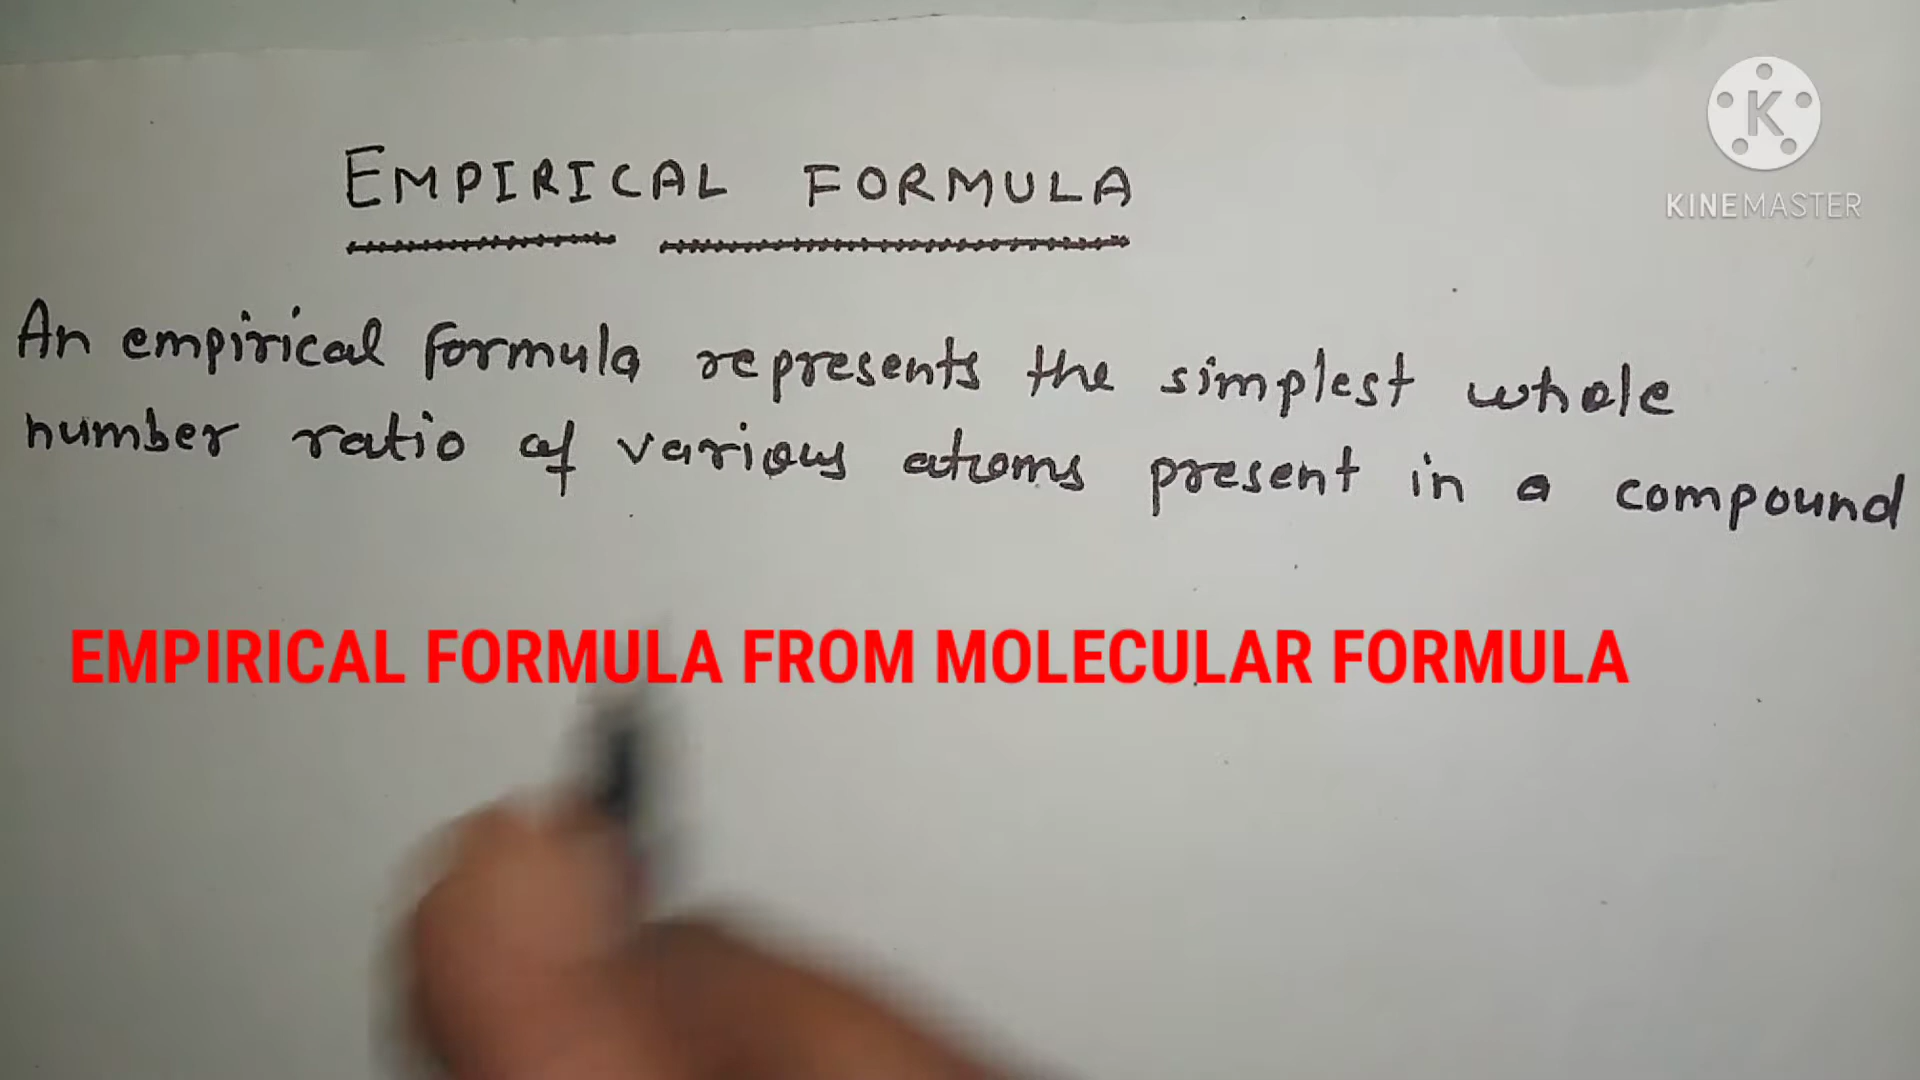 EMPIRICAL FORMULA
K
KINEMASTER
An empirical formula represents the simplest whole
number ratio of various atoms present in a compound
EMPIRICAL FORMULA FROM MOLECULAR FORMULA